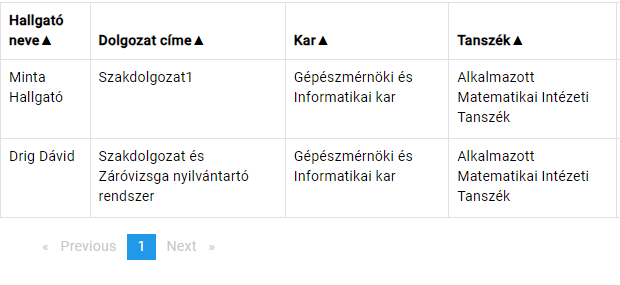 Hallgató
neve▲ Dolgozat címe▲ Kar▲ Tanszék▲
Minta Szakdolgozat1 Gépészmérnöki és Alkalmazott
Hallgató Informatikai kar Matematikai Intézeti
Tanszék
Drig Dávid Szakdolgozat és Gépészmérnöki és Alkalmazott
Záróvizsga nyilvántartó Informatikai kar Matematikai Intézeti
rendszer Tanszék
« Previous 1 Next »